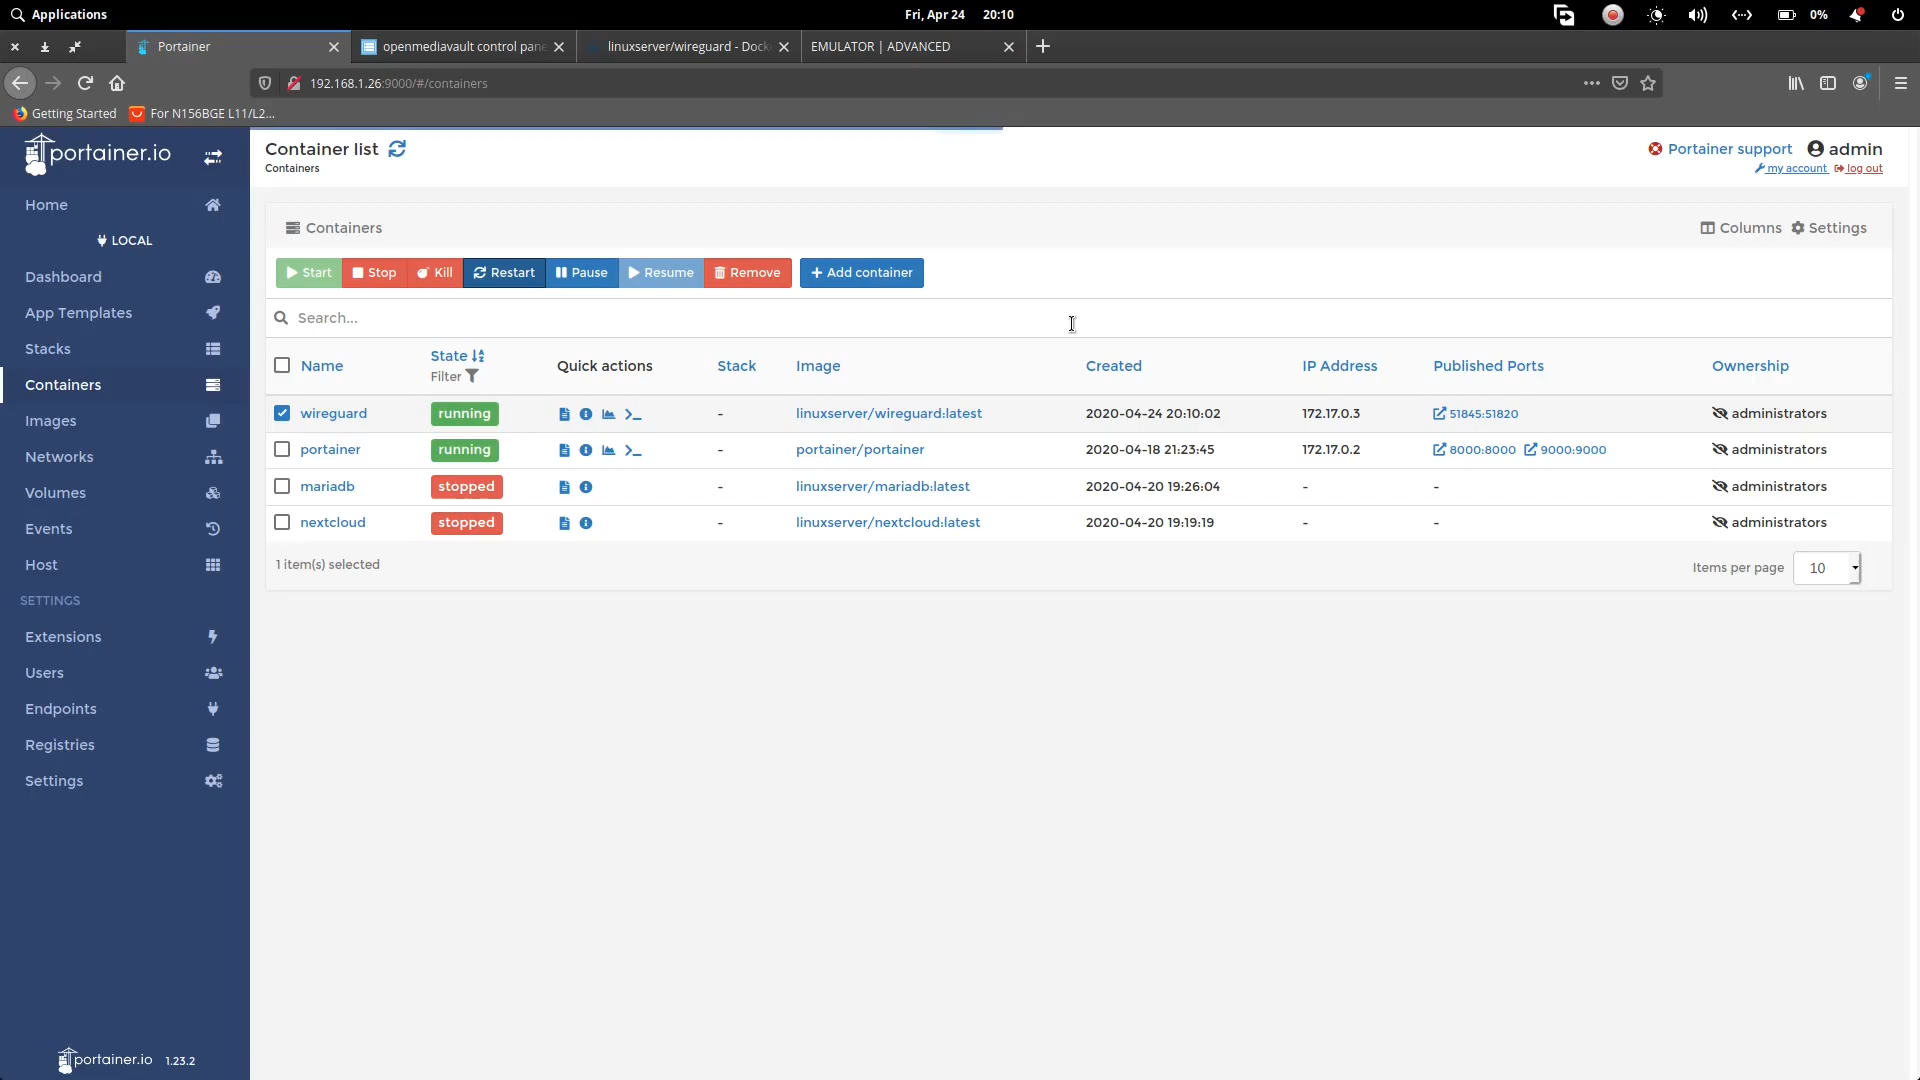 Applications
Fri, Apr 24 20:10
0%
Portainer
openmediavault control pane
linuxserver/wireguard - Dock
EMULATOR | ADVANCED
192.168.1.26:9000/#/containers
Getting Started
For N156BGE L11/L2...
portainer.io
Container list
Containers
Portainer support
admin
my account
log out
Home
LOCAL
Dashboard
App Templates
Stacks
Containers
Images
Networks
Volumes
Events
Host
SETTINGS
Extensions
Users
Endpoints
Registries
Settings
portainer.io 1.23.2
Containers
Columns
Settings
Start
Stop
Kill
Restart
Pause
Resume
Remove
+ Add container
Search...
Name State Quick actions Stack Image Created IP Address Published Ports Ownership
Filter
wireguard running - linuxserver/wireguard:latest 2020-04-24 20:10:02 172.17.0.3 51845:51820 administrators
portainer running - portainer/portainer 2020-04-18 21:23:45 172.17.0.2 8000:8000 9000:9000 administrators
mariadb stopped - linuxserver/mariadb:latest 2020-04-20 19:26:04 - - administrators
nextcloud stopped - linuxserver/nextcloud:latest 2020-04-20 19:19:19 - - administrators
1 item(s) selected
Items per page 10